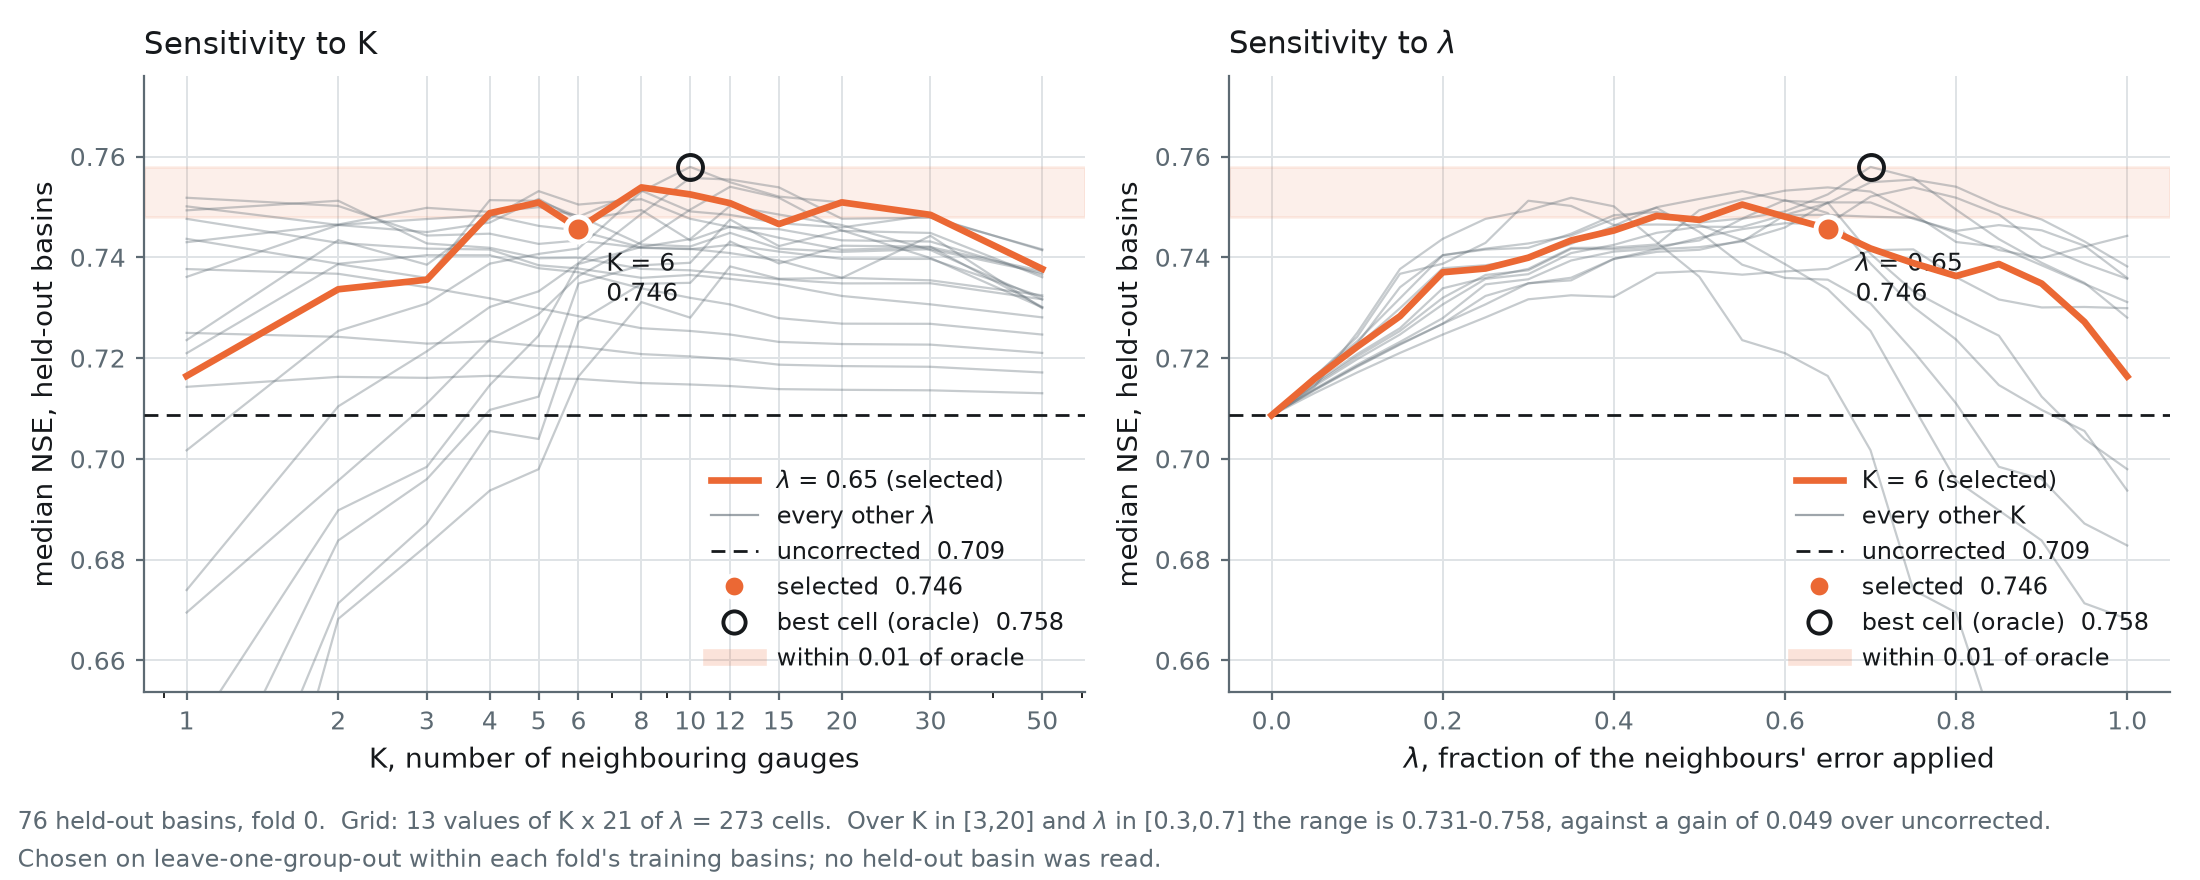 Sensitivity to K
0.76
0.74
0.72
0.70
0.68
0.66
median NSE, held-out basins
K = 6
0.746
λ = 0.65 (selected)
every other λ
uncorrected 0.709
selected 0.746
best cell (oracle) 0.758
within 0.01 of oracle
1 2 3 4 5 6 8 10 12 15 20 30 50
K, number of neighbouring gauges
Sensitivity to λ
0.76
0.74
0.72
0.70
0.68
0.66
median NSE, held-out basins
λ = 0.65
0.746
K = 6 (selected)
every other K
uncorrected 0.709
selected 0.746
best cell (oracle) 0.758
within 0.01 of oracle
0.0 0.2 0.4 0.6 0.8 1.0
λ, fraction of the neighbours' error applied
76 held-out basins, fold 0. Grid: 13 values of K x 21 of λ = 273 cells. Over K in [3,20] and λ in [0.3,0.7] the range is 0.731-0.758, against a gain of 0.049 over uncorrected.
Chosen on leave-one-group-out within each fold's training basins; no held-out basin was read.